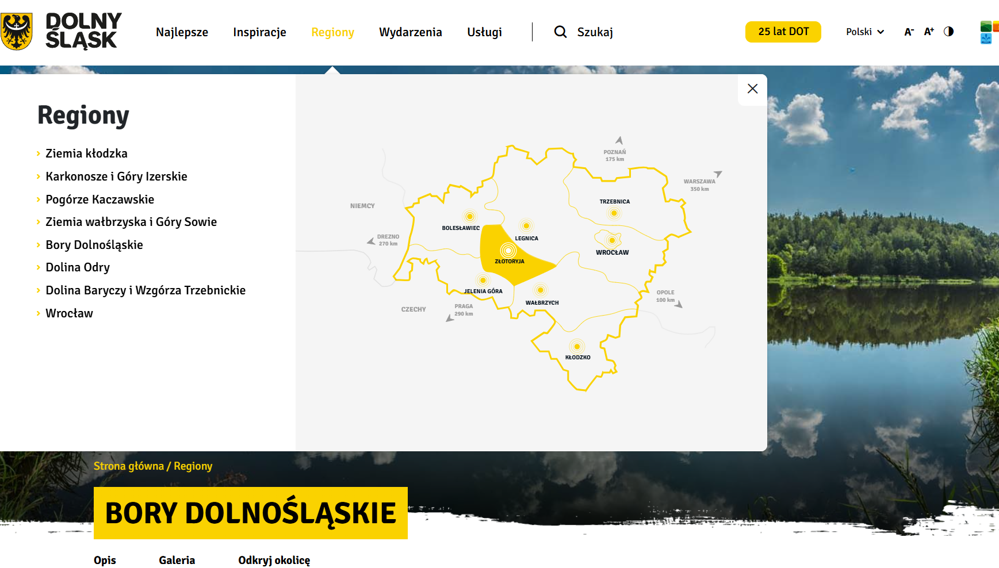 DOLNY
ŚLĄSK
Najlepsze
Inspiracje
Regiony
Wydarzenia
Usługi
Szukaj
25 lat DOT
Polski
A-
A+
Regiony
Ziemia kłodzka
Karkonosze i Góry Izerskie
Pogórze Kaczawskie
Ziemia wałbrzyska i Góry Sowie
Bory Dolnośląskie
Dolina Odry
Dolina Baryczy i Wzgórza Trzebnickie
Wrocław
POZNAŃ
175 km
WARSZAWA
350 km
NIEMCY
TRZEBNICA
BOLESŁAWIEC
DREZNO
270 km
LEGNICA
WROCŁAW
ZŁOTORYJA
JELENIA GÓRA
WAŁBRZYCH
OPOLE
100 km
CZECHY
PRAGA
290 km
KŁODZKO
Strona główna / Regiony
BORY DOLNOŚLĄSKIE
Opis
Galeria
Odkryj okolicę